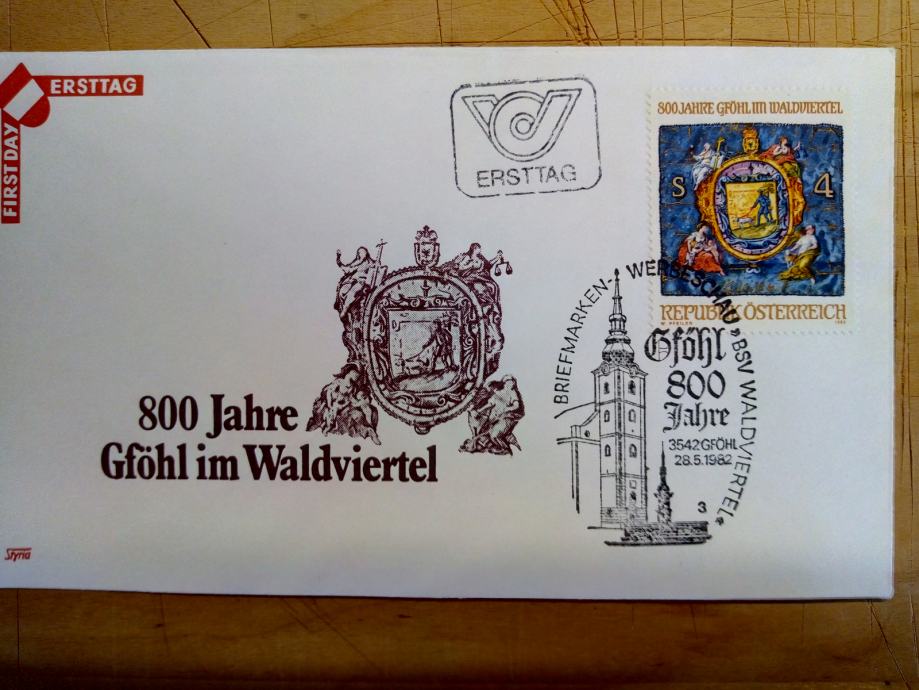 ERSTTAG
FIRST DAY
ERSTTAG
800 JAHRE GFÖHL IM WALDVIERTEL
S 4
REPUBLIK ÖSTERREICH
W. PFEILER 1982
BRIEFMARKEN-WERBESCHAU "BSV WALDVIERTEL"
Gföhl
800
Jahre
3542 GFÖHL
28.5.1982
3
800 Jahre
Gföhl im Waldviertel
Styria